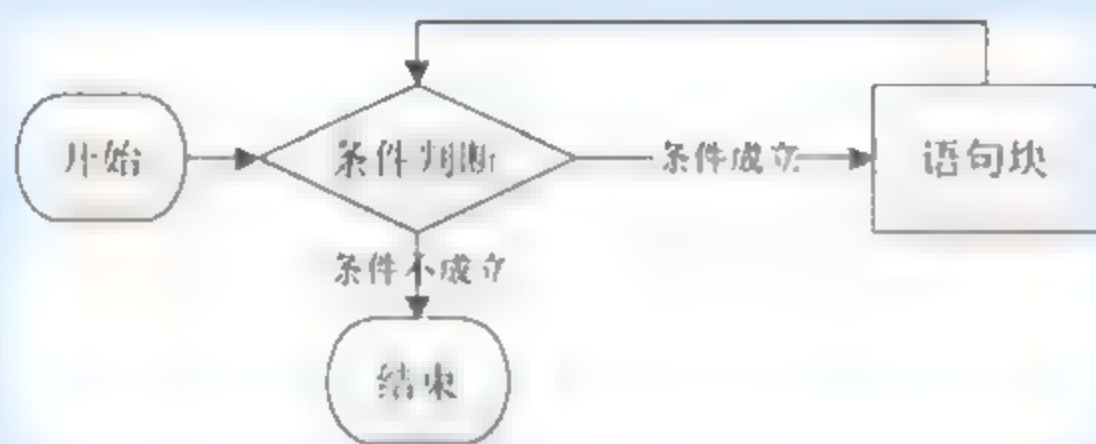 开始
条件判断
条件成立
语句块
条件不成立
结束